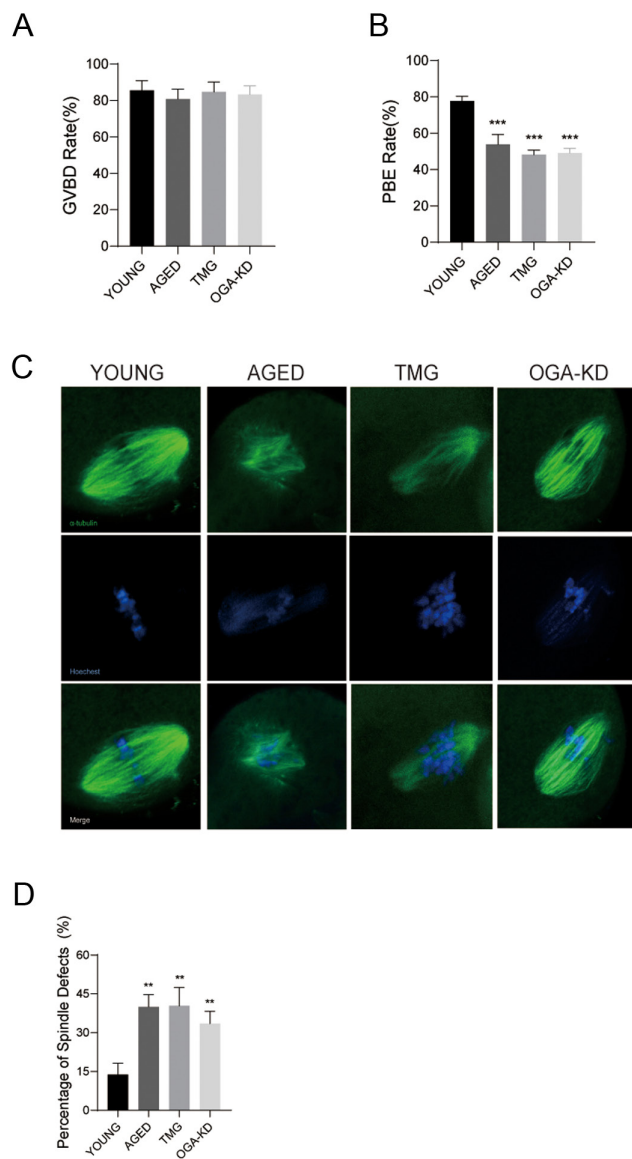 A
GVBD Rate(%)
100
80
60
40
20
0
YOUNG
AGED
TMG
OGA-KD
B
PBE Rate(%)
100
80
60
40
20
0
***
***
***
YOUNG
AGED
TMG
OGA-KD
C
YOUNG AGED TMG OGA-KD
α-tubulin
Hoechest
Merge
D
Percentage of Spindle Defects (%)
60
45
30
15
0
**
**
**
YOUNG
AGED
TMG
OGA-KD